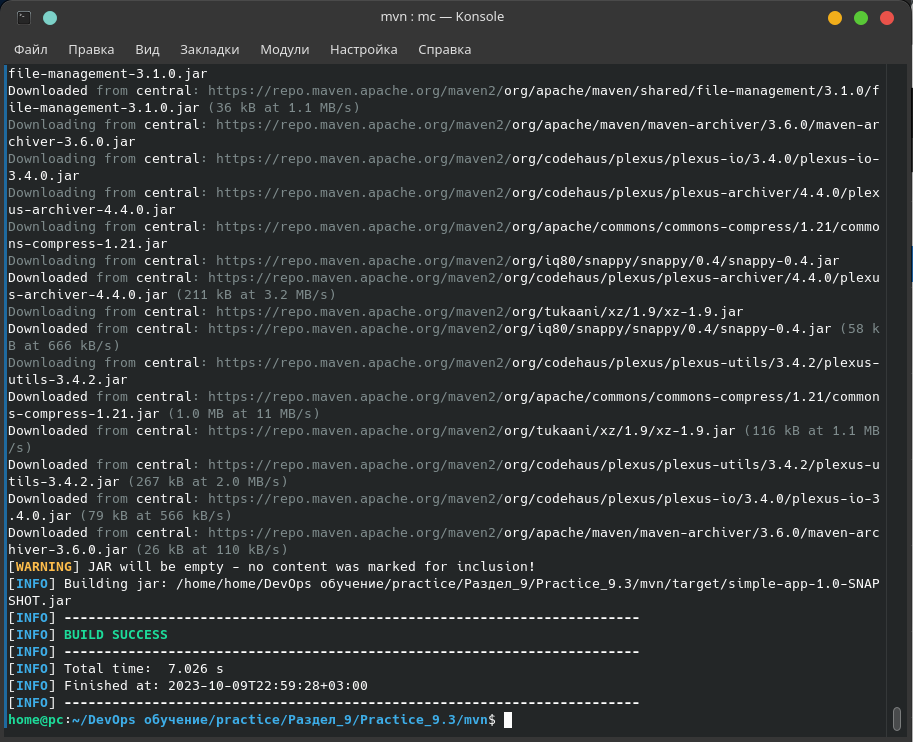 mvn : mc — Konsole
Файл Правка Вид Закладки Модули Настройка Справка
file-management-3.1.0.jar
Downloaded from central: https://repo.maven.apache.org/maven2/org/apache/maven/shared/file-management/3.1.0/f
ile-management-3.1.0.jar (36 kB at 1.1 MB/s)
Downloading from central: https://repo.maven.apache.org/maven2/org/apache/maven/maven-archiver/3.6.0/maven-ar
chiver-3.6.0.jar
Downloading from central: https://repo.maven.apache.org/maven2/org/codehaus/plexus/plexus-io/3.4.0/plexus-io-
3.4.0.jar
Downloading from central: https://repo.maven.apache.org/maven2/org/codehaus/plexus/plexus-archiver/4.4.0/plex
us-archiver-4.4.0.jar
Downloading from central: https://repo.maven.apache.org/maven2/org/apache/commons/commons-compress/1.21/commo
ns-compress-1.21.jar
Downloading from central: https://repo.maven.apache.org/maven2/org/iq80/snappy/snappy/0.4/snappy-0.4.jar
Downloaded from central: https://repo.maven.apache.org/maven2/org/codehaus/plexus/plexus-archiver/4.4.0/plexu
s-archiver-4.4.0.jar (211 kB at 3.2 MB/s)
Downloading from central: https://repo.maven.apache.org/maven2/org/tukaani/xz/1.9/xz-1.9.jar
Downloaded from central: https://repo.maven.apache.org/maven2/org/iq80/snappy/snappy/0.4/snappy-0.4.jar (58 k
B at 666 kB/s)
Downloading from central: https://repo.maven.apache.org/maven2/org/codehaus/plexus/plexus-utils/3.4.2/plexus-
utils-3.4.2.jar
Downloaded from central: https://repo.maven.apache.org/maven2/org/apache/commons/commons-compress/1.21/common
s-compress-1.21.jar (1.0 MB at 11 MB/s)
Downloaded from central: https://repo.maven.apache.org/maven2/org/tukaani/xz/1.9/xz-1.9.jar (116 kB at 1.1 MB
/s)
Downloaded from central: https://repo.maven.apache.org/maven2/org/codehaus/plexus/plexus-utils/3.4.2/plexus-u
tils-3.4.2.jar (267 kB at 2.0 MB/s)
Downloaded from central: https://repo.maven.apache.org/maven2/org/codehaus/plexus/plexus-io/3.4.0/plexus-io-3
.4.0.jar (79 kB at 566 kB/s)
Downloaded from central: https://repo.maven.apache.org/maven2/org/apache/maven/maven-archiver/3.6.0/maven-arc
hiver-3.6.0.jar (26 kB at 110 kB/s)
[WARNING] JAR will be empty - no content was marked for inclusion!
[INFO] Building jar: /home/home/DevOps обучение/practice/Раздел_9/Practice_9.3/mvn/target/simple-app-1.0-SNAP
SHOT.jar
[INFO] ------------------------------------------------------------------------
[INFO] BUILD SUCCESS
[INFO] ------------------------------------------------------------------------
[INFO] Total time:  7.026 s
[INFO] Finished at: 2023-10-09T22:59:28+03:00
[INFO] ------------------------------------------------------------------------
home@pc:~/DevOps обучение/practice/Раздел_9/Practice_9.3/mvn$